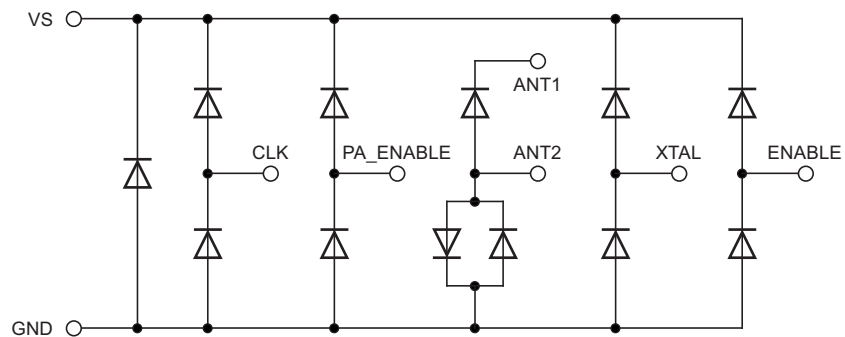 VS
ANT1
CLK
PA_ENABLE
ANT2
XTAL
ENABLE
GND